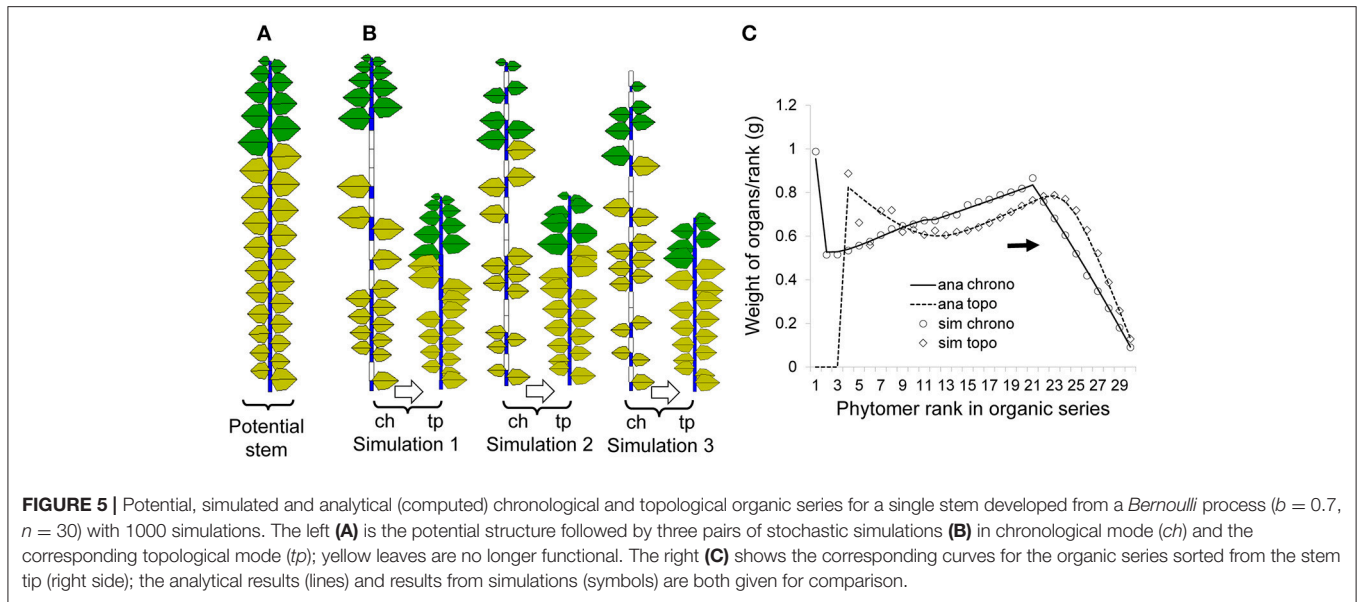 A
B
C
Potential
stem
ch
tp
Simulation 1
ch
tp
Simulation 2
ch
tp
Simulation 3
Weight of organs/rank (g)
1.2
1
0.8
0.6
0.4
0.2
0
ana chrono
ana topo
sim chrono
sim topo
1 3 5 7 9 11 13 15 17 19 21 23 25 27 29
Phytomer rank in organic series
FIGURE 5 | Potential, simulated and analytical (computed) chronological and topological organic series for a single stem developed from a Bernoulli process (b = 0.7,
n = 30) with 1000 simulations. The left (A) is the potential structure followed by three pairs of stochastic simulations (B) in chronological mode (ch) and the
corresponding topological mode (tp); yellow leaves are no longer functional. The right (C) shows the corresponding curves for the organic series sorted from the stem
tip (right side); the analytical results (lines) and results from simulations (symbols) are both given for comparison.